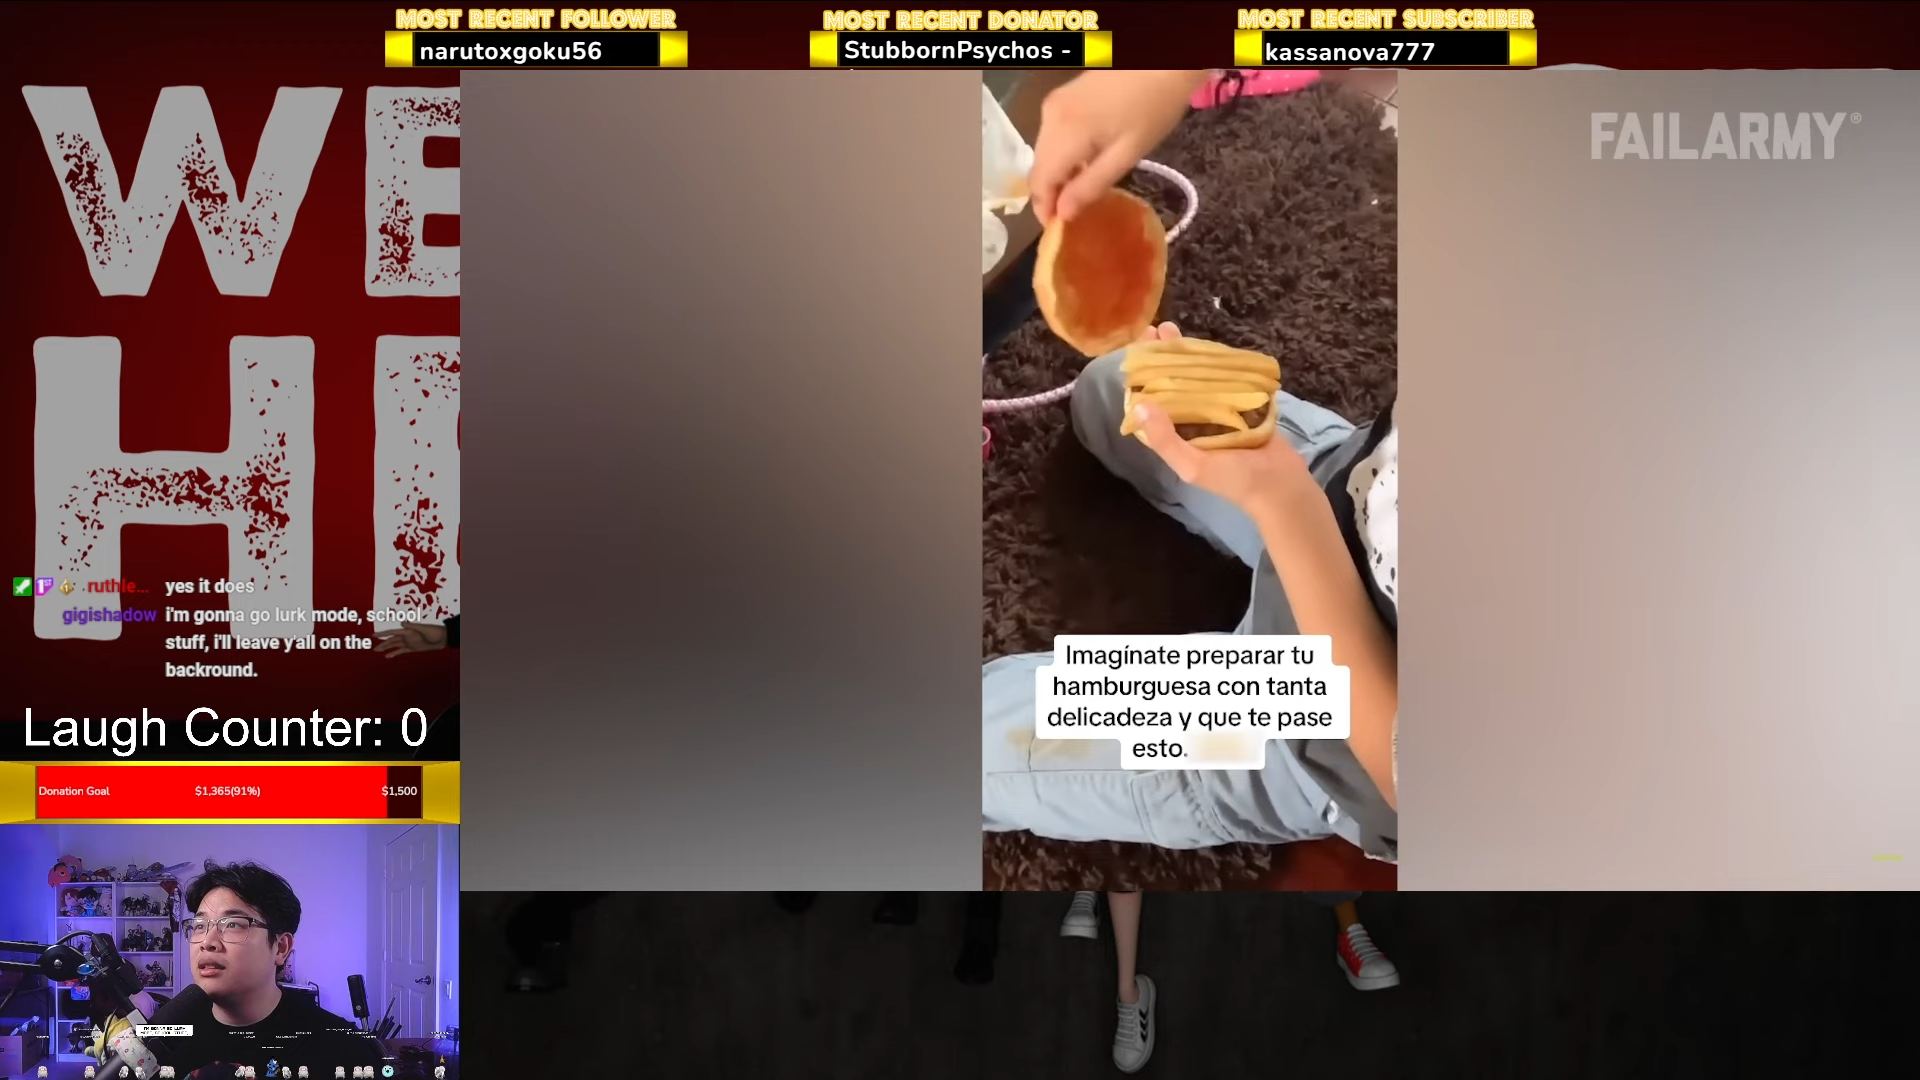 MOST RECENT FOLLOWER
narutoxgoku56
MOST RECENT DONATOR
StubbornPsychos -
MOST RECENT SUBSCRIBER
kassanova777
WE
H
FAILARMY®
Imagínate preparar tu
hamburguesa con tanta
delicadeza y que te pase
esto.
ruthle... yes it does
gigishadow i'm gonna go lurk mode, school
stuff, i'll leave y'all on the
backround.
Laugh Counter: 0
Donation Goal $1,365(91%) $1,500